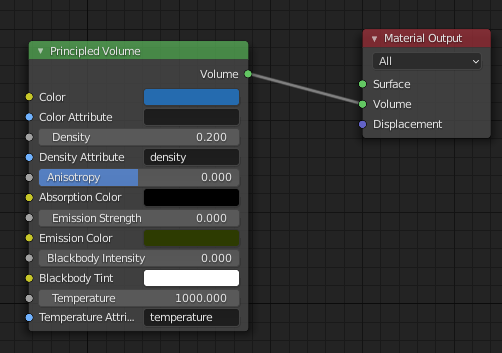 Principled Volume
Volume
Color
Color Attribute
Density 0.200
Density Attribute density
Anisotropy 0.000
Absorption Color
Emission Strength 0.000
Emission Color
Blackbody Intensity 0.000
Blackbody Tint
Temperature 1000.000
Temperature Attri... temperature
Material Output
All
Surface
Volume
Displacement